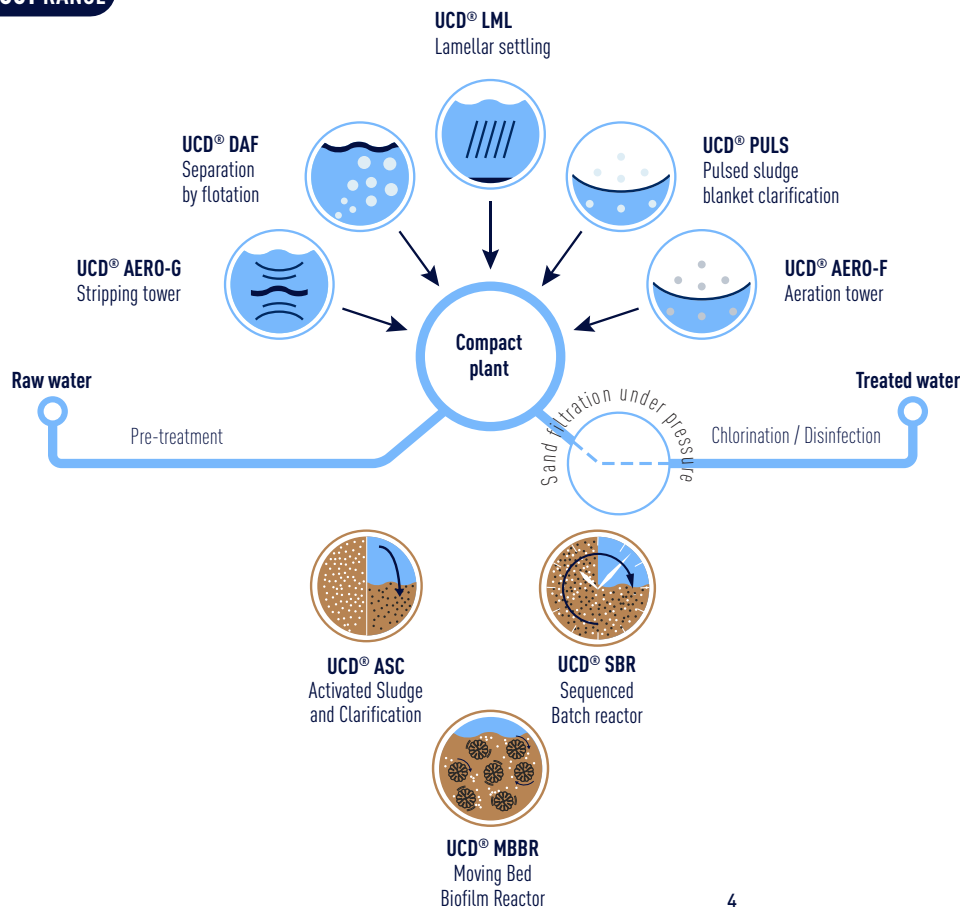 RANGE
UCD® LML
Lamellar settling
UCD® DAF
Separation
by flotation
UCD® PULS
Pulsed sludge
blanket clarification
UCD® AERO-G
Stripping tower
UCD® AERO-F
Aeration tower
Compact
plant
Raw water
Treated water
Pre-treatment
Sand filtration under pressure
Chlorination / Disinfection
UCD® ASC
Activated Sludge
and Clarification
UCD® SBR
Sequenced
Batch reactor
UCD® MBBR
Moving Bed
Biofilm Reactor
4